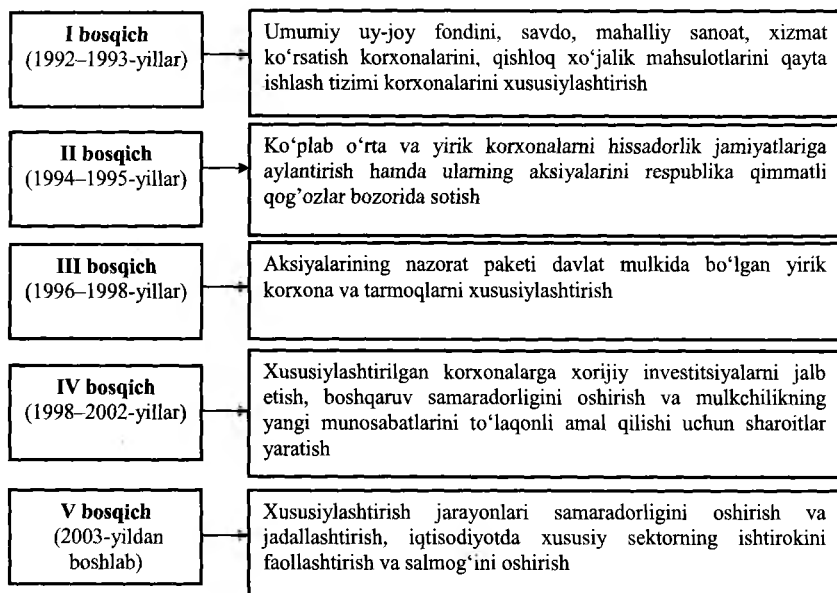 I bosqich
(1992–1993-yillar)
Umumiy uy-joy fondini, savdo, mahalliy sanoat, xizmat
ko‘rsatish korxonalarini, qishloq xo‘jalik mahsulotlarini qayta
ishlash tizimi korxonalarini xususiylashtirish
II bosqich
(1994–1995-yillar)
Ko‘plab o‘rta va yirik korxonalarni hissadorlik jamiyatlariga
aylantirish hamda ularning aksiyalarini respublika qimmatli
qog’ozlar bozorida sotish
III bosqich
(1996–1998-yillar)
Aksiyalarining nazorat paketi davlat mulkida bo‘lgan yirik
korxona va tarmoqlarni xususiylashtirish
IV bosqich
(1998–2002-yillar)
Xususiylashtirilgan korxonalarga xorijiy investitsiyalarni jalb
etish, boshqaruv samaradorligini oshirish va mulkchilikning
yangi munosabatlarini to‘laqonli amal qilishi uchun sharoitlar
yaratish
V bosqich
(2003-yildan
boshlab)
Xususiylashtirish jarayonlari samaradorligini oshirish va
jadallashtirish, iqtisodiyotda xususiy sektorning ishtirokini
faollashtirish va salmog‘ini oshirish